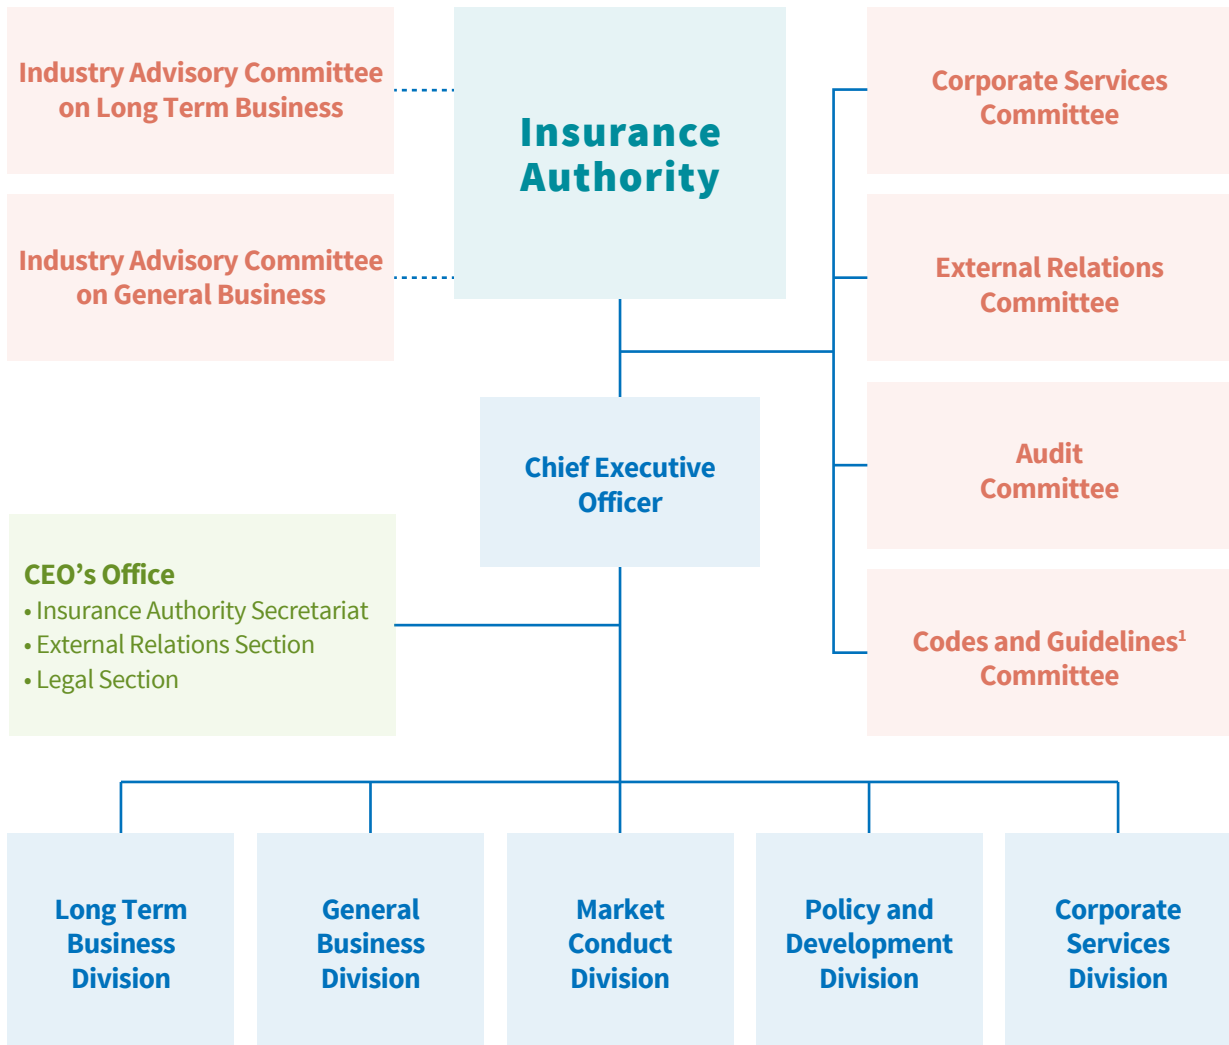 Industry Advisory Committee
on Long Term Business
Industry Advisory Committee
on General Business
Insurance
Authority
Corporate Services
Committee
External Relations
Committee
Audit
Committee
Codes and Guidelines¹
Committee
Chief Executive
Officer
CEO’s Office
• Insurance Authority Secretariat
• External Relations Section
• Legal Section
Long Term
Business
Division
General
Business
Division
Market
Conduct
Division
Policy and
Development
Division
Corporate
Services
Division